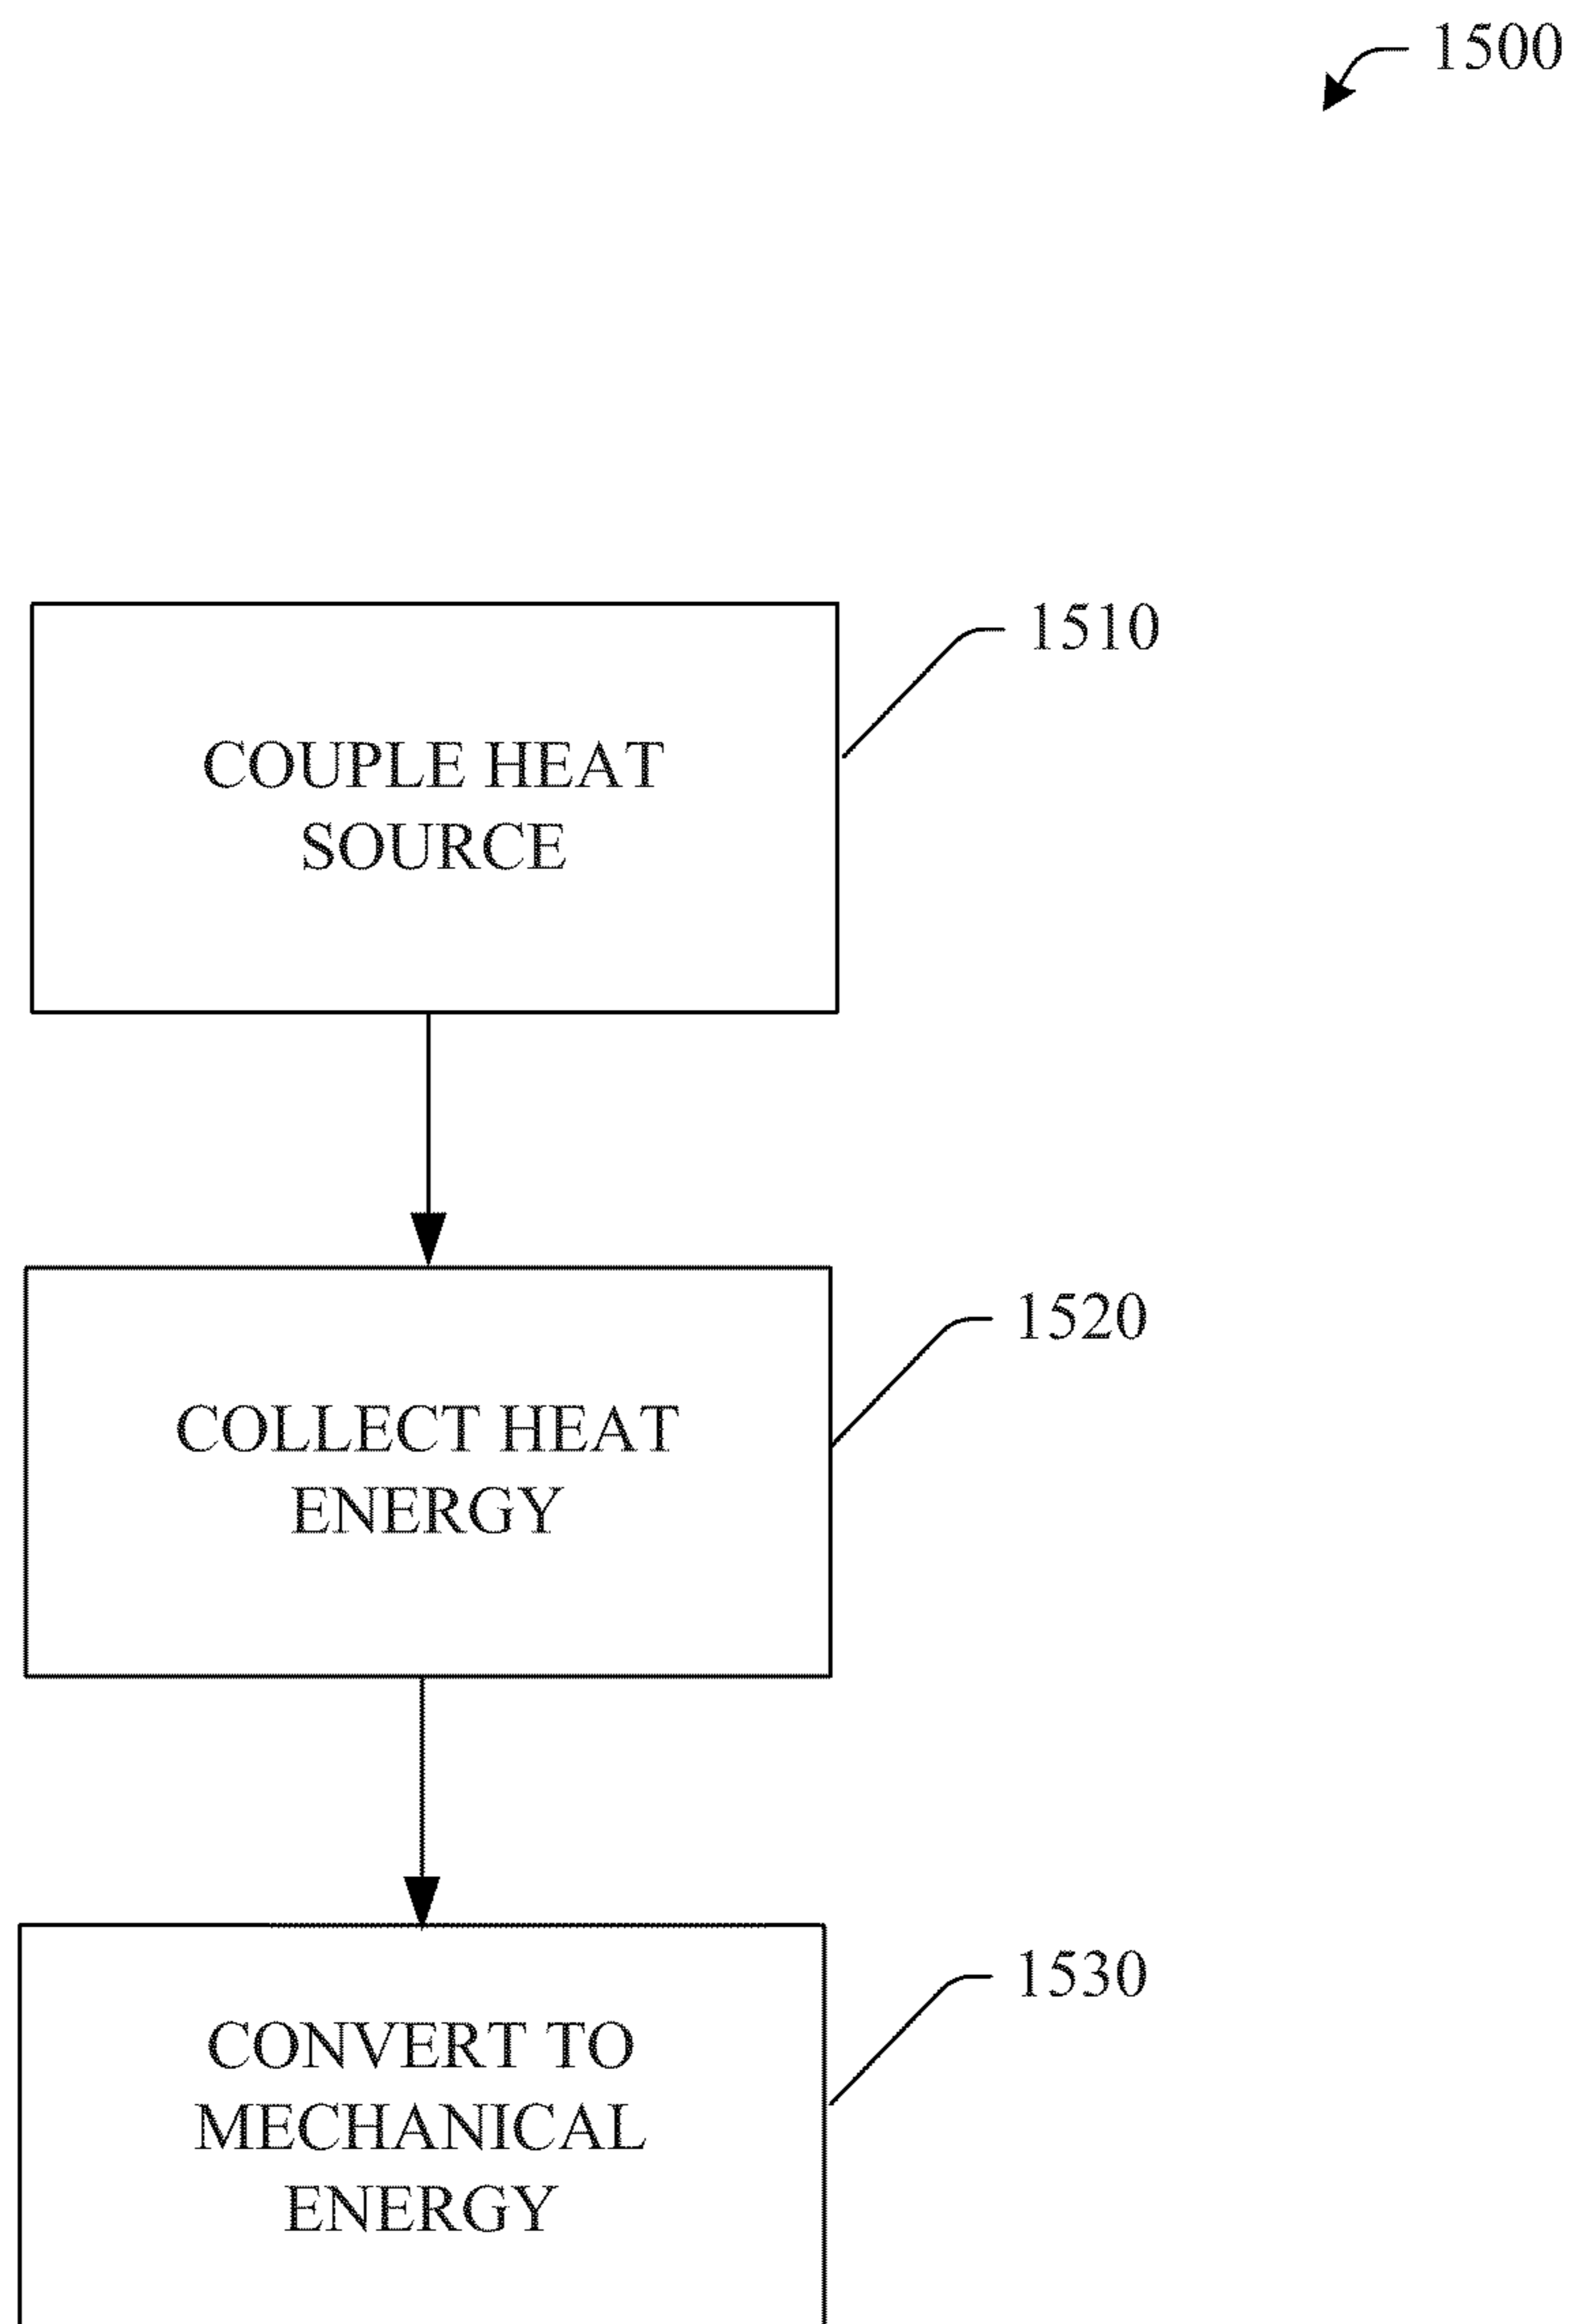 1500
1510
COUPLE HEAT
SOURCE
1520
COLLECT HEAT
ENERGY
1530
CONVERT TO
MECHANICAL
ENERGY